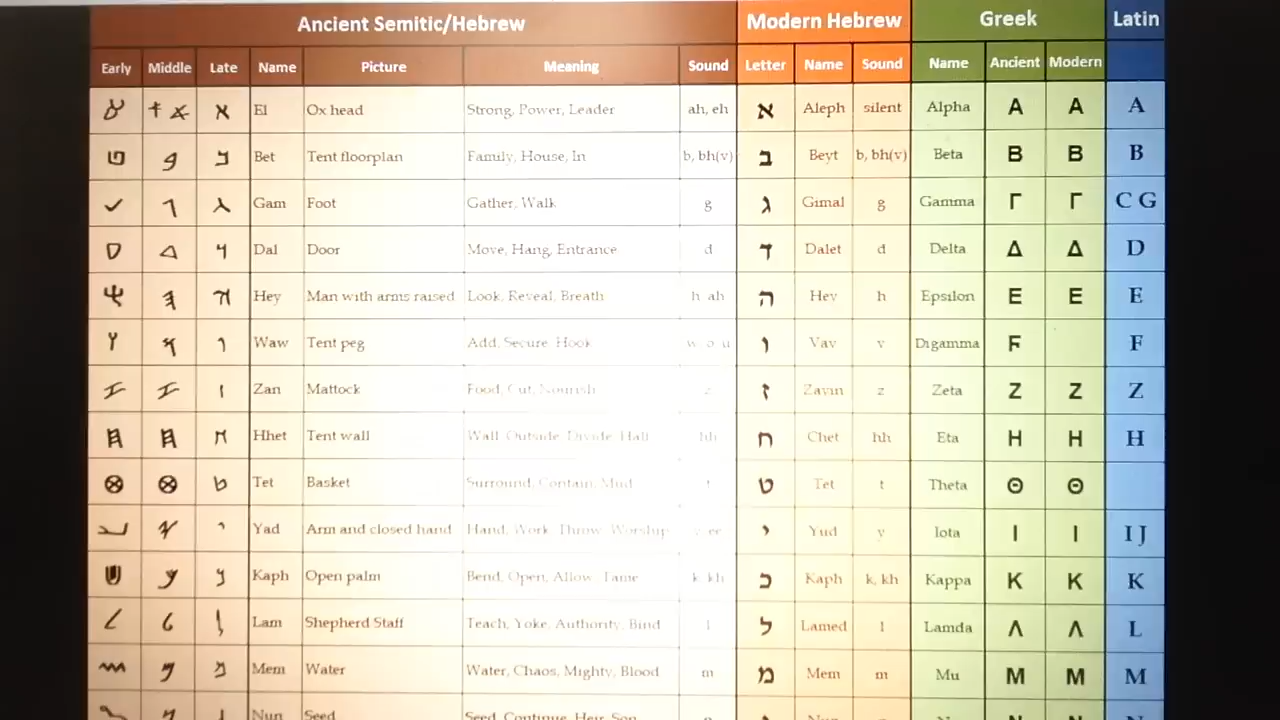 Ancient Semitic/Hebrew Modern Hebrew Greek Latin
Early Middle Late Name Picture Meaning Sound Letter Name Sound Name Ancient Modern
El Ox head Strong, Power, Leader ah, eh א Aleph silent Alpha Α Α A
Bet Tent floorplan Family, House, In b, bh(v) ב Beyt b, bh(v) Beta Β Β B
Gam Foot Gather, Walk g ג Gimal g Gamma Γ Γ C G
Dal Door Move, Hang, Entrance d ד Dalet d Delta Δ Δ D
Hey Man with arms raised Look, Reveal, Breath h ah ה Hey h Epsilon Ε Ε E
Waw Tent peg Add, Secure, Hook w o u ו Vav v Digamma F F
Zan Mattock Food, Cut, Nourish z ז Zayin z Zeta Ζ Ζ Z
Hhet Tent wall Wall, Outside, Divide, Half hh ח Chet hh Eta Η Η H
Tet Basket Surround, Contain, Mud t ט Tet t Theta Θ Θ
Yad Arm and closed hand Hand, Work, Throw, Worship y ee י Yud y Iota Ι Ι I J
Kaph Open palm Bend, Open, Allow, Tame k, kh כ Kaph k, kh Kappa Κ Κ K
Lam Shepherd Staff Teach, Yoke, Authority, Bind l ל Lamed l Lamda Λ Λ L
Mem Water Water, Chaos, Mighty, Blood m מ Mem m Mu Μ Μ M
Nun Seed Seed, Continue, Heir, Son